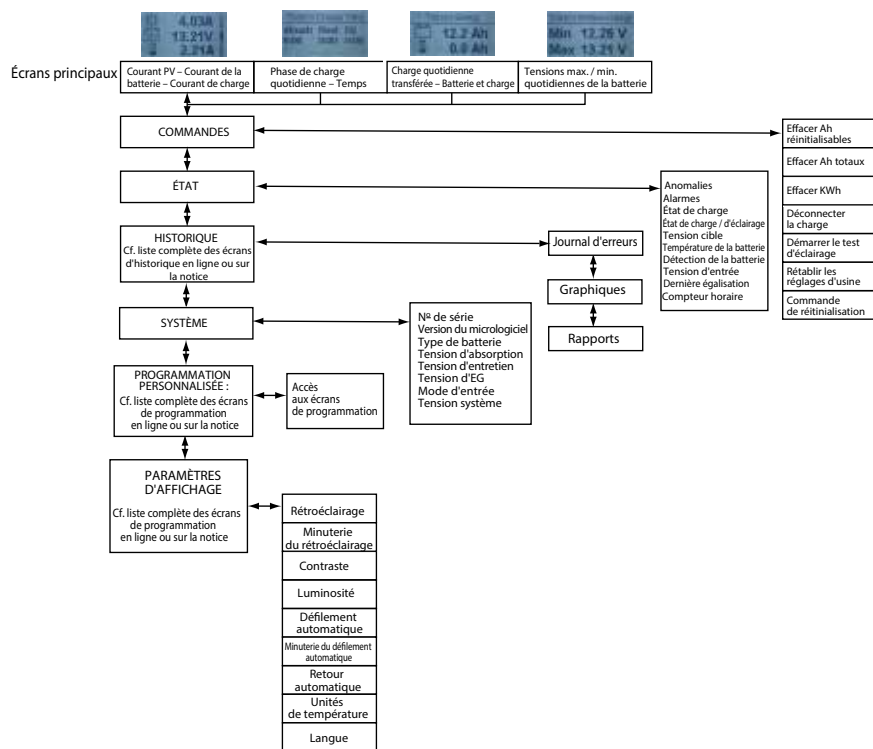 4.03A
13.21V
2.21A
12.2 Ah
0.0 Ah
Min 12.26 V
Max 13.21 V
Écrans principaux
Courant PV – Courant de la
batterie – Courant de charge
Phase de charge
quotidienne – Temps
Charge quotidienne
transférée – Batterie et charge
Tensions max. / min.
quotidiennes de la batterie
COMMANDES
Effacer Ah
réinitialisables
Effacer Ah totaux
Effacer KWh
Déconnecter
la charge
Démarrer le test
d'éclairage
Rétablir les
réglages d'usine
Commande
de réitinialisation
ÉTAT
Anomalies
Alarmes
État de charge
État de charge / d'éclairage
Tension cible
Température de la batterie
Détection de la batterie
Tension d'entrée
Dernière égalisation
Compteur horaire
HISTORIQUE
Cf. liste complète des écrans
d'historique en ligne ou sur
la notice
Journal d'erreurs
Graphiques
Rapports
SYSTÈME
Nº de série
Version du micrologiciel
Type de batterie
Tension d'absorption
Tension d'entretien
Tension d'EG
Mode d'entrée
Tension système
PROGRAMMATION
PERSONNALISÉE :
Cf. liste complète des écrans
de programmation
en ligne ou sur la notice
Accès
aux écrans
de programmation
PARAMÈTRES
D'AFFICHAGE
Cf. liste complète des écrans
de programmation
en ligne ou sur la notice
Rétroéclairage
Minuterie
du rétroéclairage
Contraste
Luminosité
Défilement
automatique
Minuterie du défilement
automatique
Retour
automatique
Unités
de température
Langue